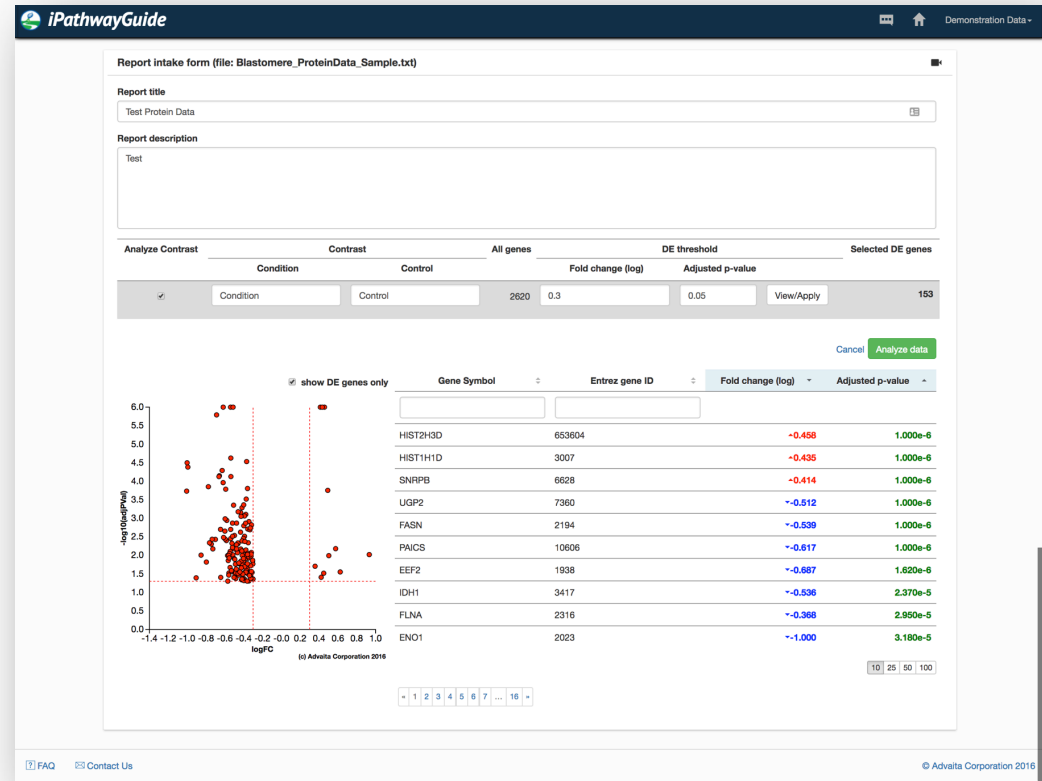 iPathwayGuide
Demonstration Data
Report intake form (file: Blastomere_ProteinData_Sample.txt)
Report title
Test Protein Data
Report description
Test
Analyze Contrast Contrast All genes DE threshold Selected DE genes
Condition Control Fold change (log) Adjusted p-value
Condition Control 2620 0.3 0.05 View/Apply 153
Cancel Analyze data
show DE genes only
Gene Symbol Entrez gene ID Fold change (log) Adjusted p-value
HIST2H3D 653604 0.458 1.000e-6
HIST1H1D 3007 0.435 1.000e-6
SNRPB 6628 0.414 1.000e-6
UGP2 7360 -0.512 1.000e-6
FASN 2194 -0.539 1.000e-6
PAICS 10606 -0.617 1.000e-6
EEF2 1938 -0.687 1.620e-6
IDH1 3417 -0.536 2.370e-5
FLNA 2316 -0.368 2.950e-5
ENO1 2023 -1.000 3.180e-5
-log10(adjPVal)
6.0
5.5
5.0
4.5
4.0
3.5
3.0
2.5
2.0
1.5
1.0
0.5
0.0
-1.4 -1.2 -1.0 -0.8 -0.6 -0.4 -0.2 -0.0 0.2 0.4 0.6 0.8 1.0
logFC
(c) Advaita Corporation 2016
10 25 50 100
« 1 2 3 4 5 6 7 ... 16 »
? FAQ Contact Us © Advaita Corporation 2016